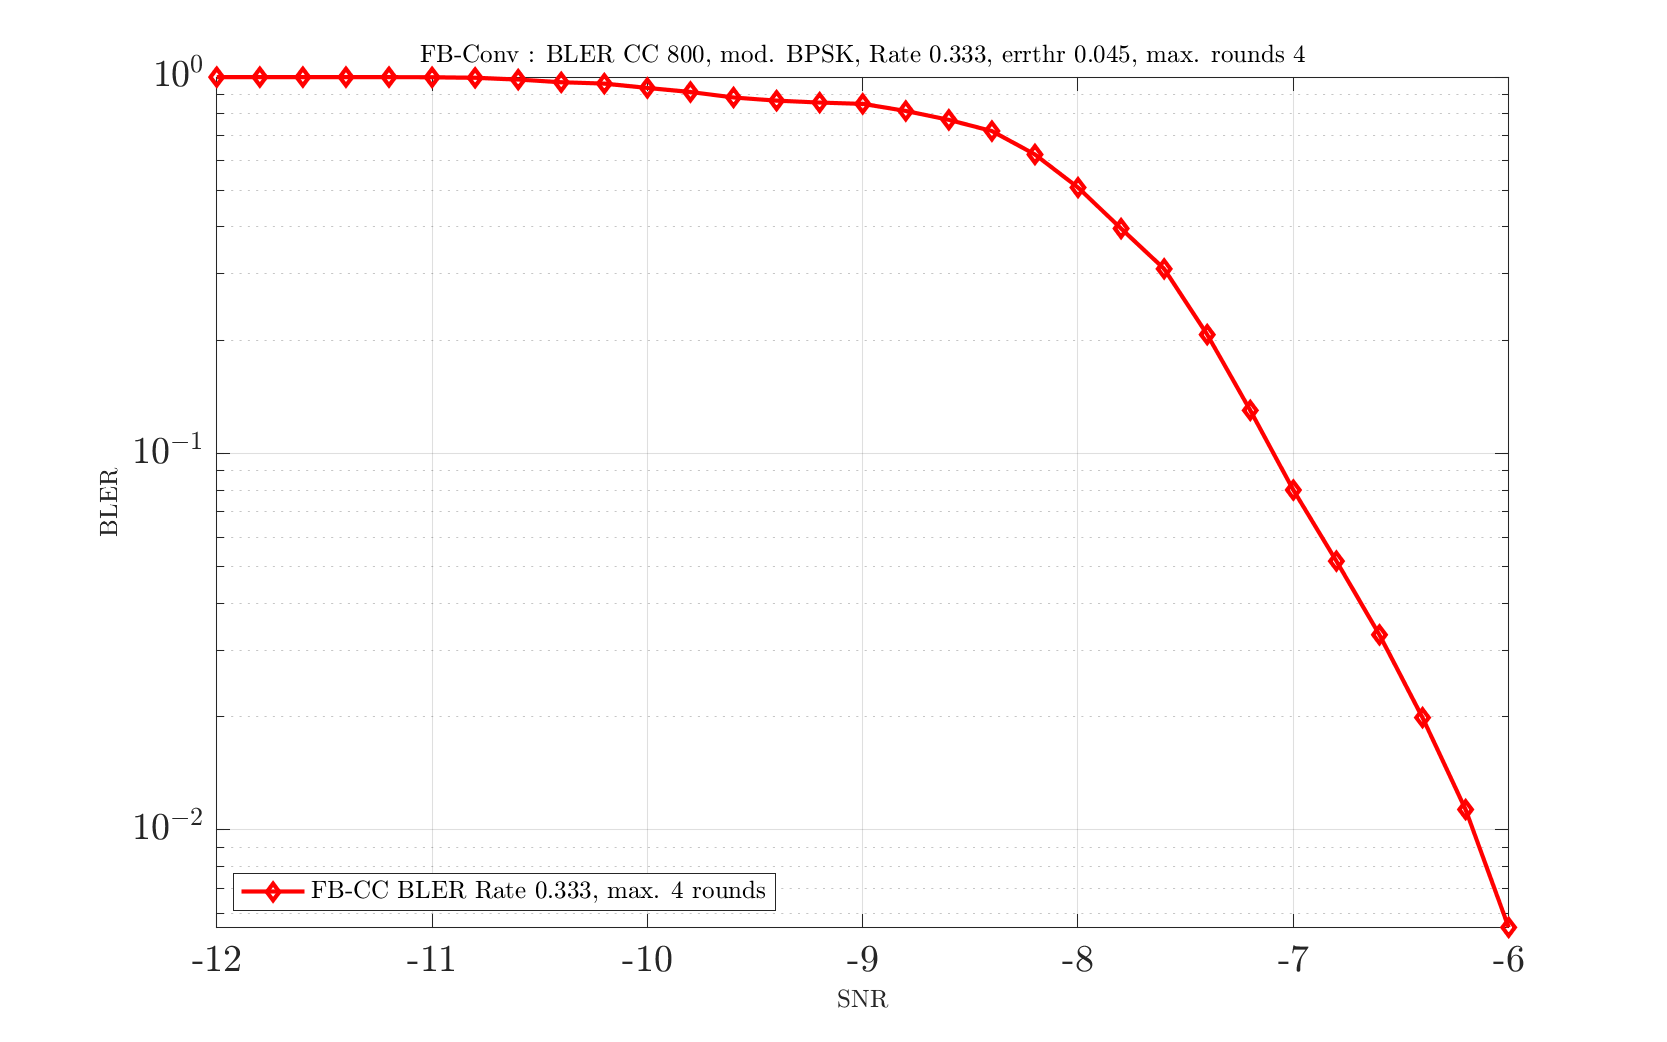 FB-Conv : BLER CC 800, mod. BPSK, Rate 0.333, errthr 0.045, max. rounds 4
10^0
10^{-1}
10^{-2}
BLER
FB-CC BLER Rate 0.333, max. 4 rounds
-12 -11 -10 -9 -8 -7 -6
SNR